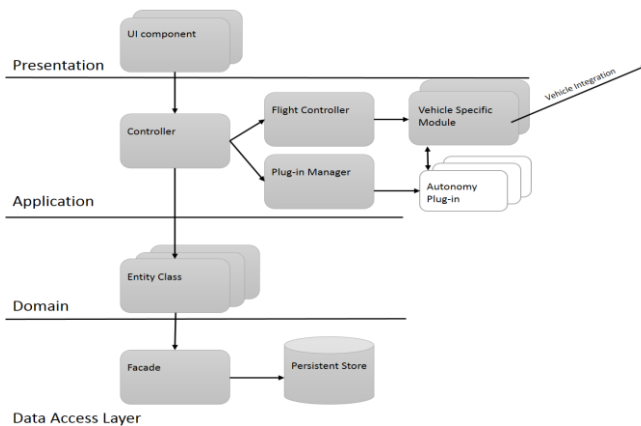 UI component
Presentation
Vehicle Integration
Flight Controller
Vehicle Specific
Module
Controller
Plug-in Manager
Autonomy
Plug-in
Application
Entity Class
Domain
Facade
Persistent Store
Data Access Layer